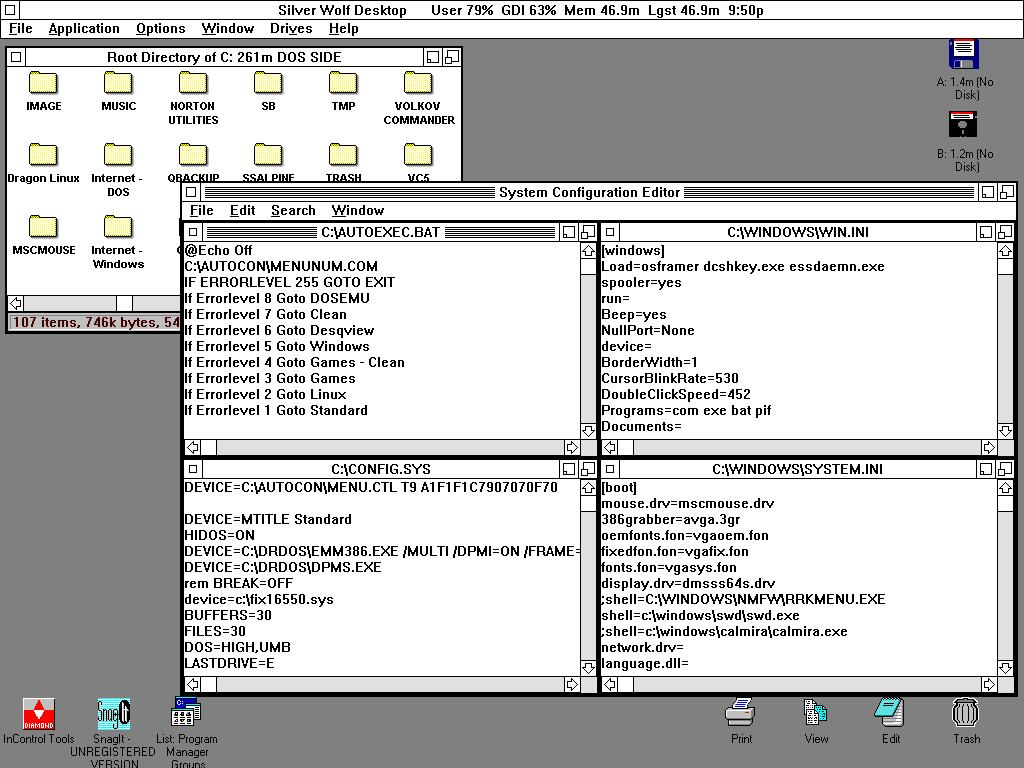 Silver Wolf Desktop User 79% GDI 63% Mem 46.9m Lgst 46.9m 9:50p
File Application Options Window Drives Help
Root Directory of C: 261m DOS SIDE
IMAGE MUSIC NORTON UTILITIES SB TMP VOLKOV COMMANDER
Dragon Linux Internet - DOS QBACKUP SSALPINE TRASH VC5
MSCMOUSE Internet - Windows
107 items, 746k bytes, 54
A: 1.4m (No Disk)
B: 1.2m (No Disk)
System Configuration Editor
File Edit Search Window
C:\AUTOEXEC.BAT
@Echo Off
C:\AUTOCON\MENUNUM.COM
IF ERRORLEVEL 255 GOTO EXIT
If Errorlevel 8 Goto DOSEMU
If Errorlevel 7 Goto Clean
If Errorlevel 6 Goto Desqview
If Errorlevel 5 Goto Windows
If Errorlevel 4 Goto Games - Clean
If Errorlevel 3 Goto Games
If Errorlevel 2 Goto Linux
If Errorlevel 1 Goto Standard
C:\WINDOWS\WIN.INI
[windows]
Load=osframer dcshkey.exe essdaemn.exe
spooler=yes
run=
Beep=yes
NullPort=None
device=
BorderWidth=1
CursorBlinkRate=530
DoubleClickSpeed=452
Programs=com exe bat pif
Documents=
C:\CONFIG.SYS
DEVICE=C:\AUTOCON\MENU.CTL T9 A1F1F1C7907070F70
DEVICE=MTITLE Standard
HIDOS=ON
DEVICE=C:\DRDOS\EMM386.EXE /MULTI /DPMI=ON /FRAME=
DEVICE=C:\DRDOS\DPMS.EXE
rem BREAK=OFF
device=c:\fix16550.sys
BUFFERS=30
FILES=30
DOS=HIGH,UMB
LASTDRIVE=E
C:\WINDOWS\SYSTEM.INI
[boot]
mouse.drv=mscmouse.drv
386grabber=avga.3gr
oemfonts.fon=vgaoem.fon
fixedfon.fon=vgafix.fon
fonts.fon=vgasys.fon
display.drv=dmsss64s.drv
;shell=C:\WINDOWS\NMFW\RRKMENU.EXE
shell=c:\windows\swd\swd.exe
;shell=c:\windows\calmira\calmira.exe
network.drv=
language.dll=
DIAMOND
InControl Tools
SnagIt - UNREGISTERED VERSION
C:
List: Program Manager Groups
Print
View
Edit
Trash